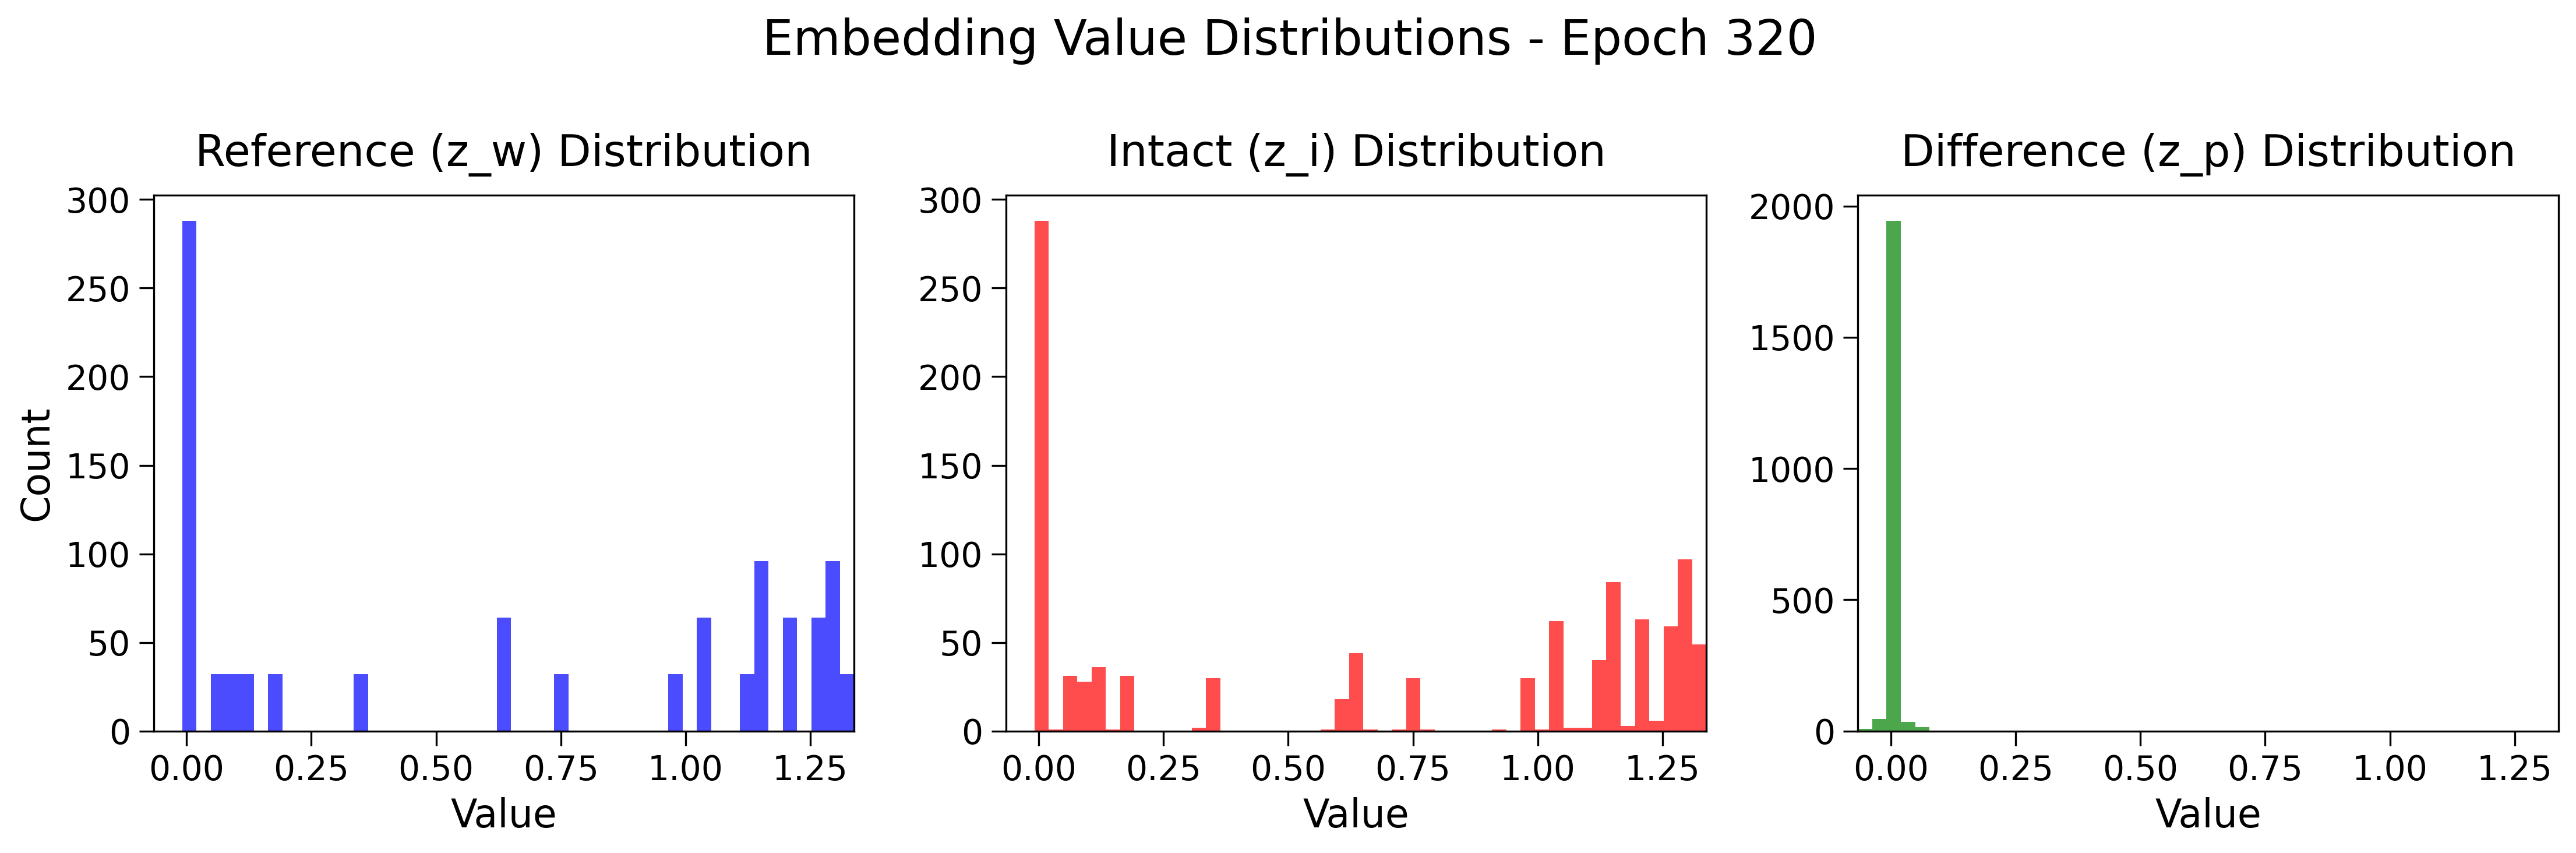 Embedding Value Distributions - Epoch 320
Reference (z_w) Distribution
Intact (z_i) Distribution
Difference (z_p) Distribution
Count
300
250
200
150
100
50
0
0.00 0.25 0.50 0.75 1.00 1.25
Value
300
250
200
150
100
50
0
0.00 0.25 0.50 0.75 1.00 1.25
Value
2000
1500
1000
500
0
0.00 0.25 0.50 0.75 1.00 1.25
Value